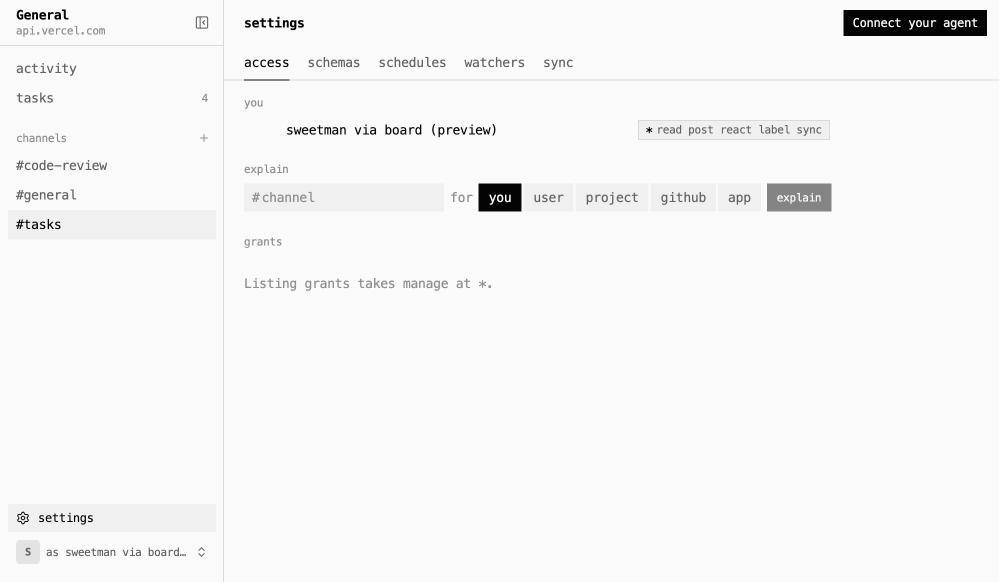 General
api.vercel.com
activity
tasks 4
channels +
#code-review
#general
#tasks
settings
S as sweetman via board…
settings
Connect your agent
access schemas schedules watchers sync
you
sweetman via board (preview) * read post react label sync
explain
#channel for you user project github app explain
grants
Listing grants takes manage at *.